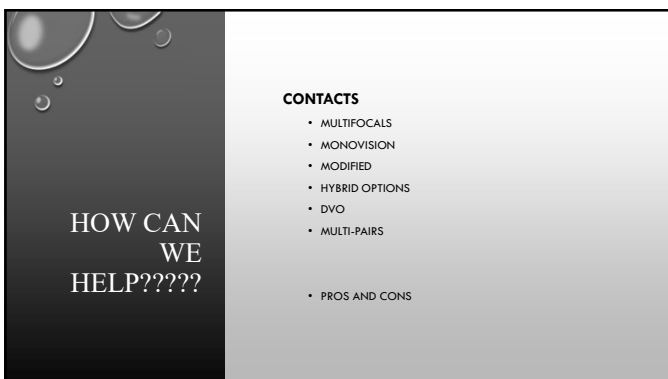 HOW CAN
WE
HELP?????
CONTACTS
• MULTIFOCALS
• MONOVISION
• MODIFIED
• HYBRID OPTIONS
• DVO
• MULTI-PAIRS
• PROS AND CONS